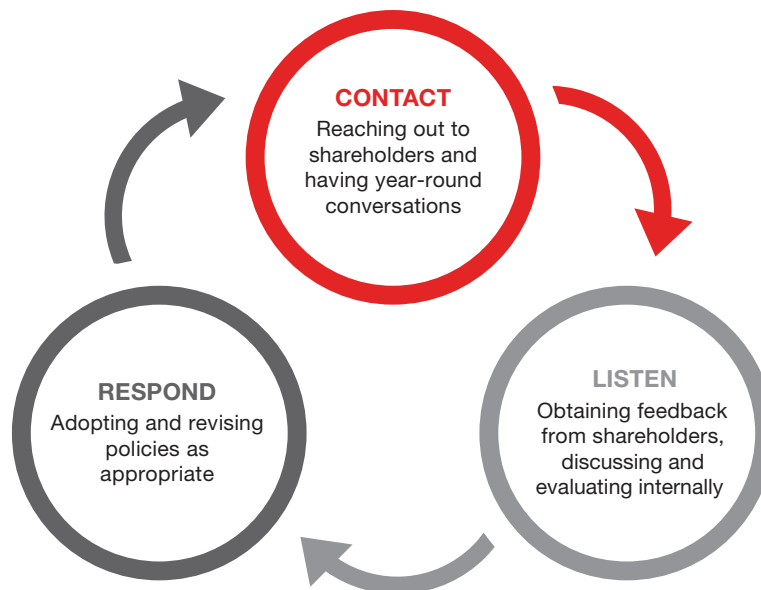 CONTACT
Reaching out to
shareholders and
having year-round
conversations
LISTEN
Obtaining feedback
from shareholders,
discussing and
evaluating internally
RESPOND
Adopting and revising
policies as
appropriate